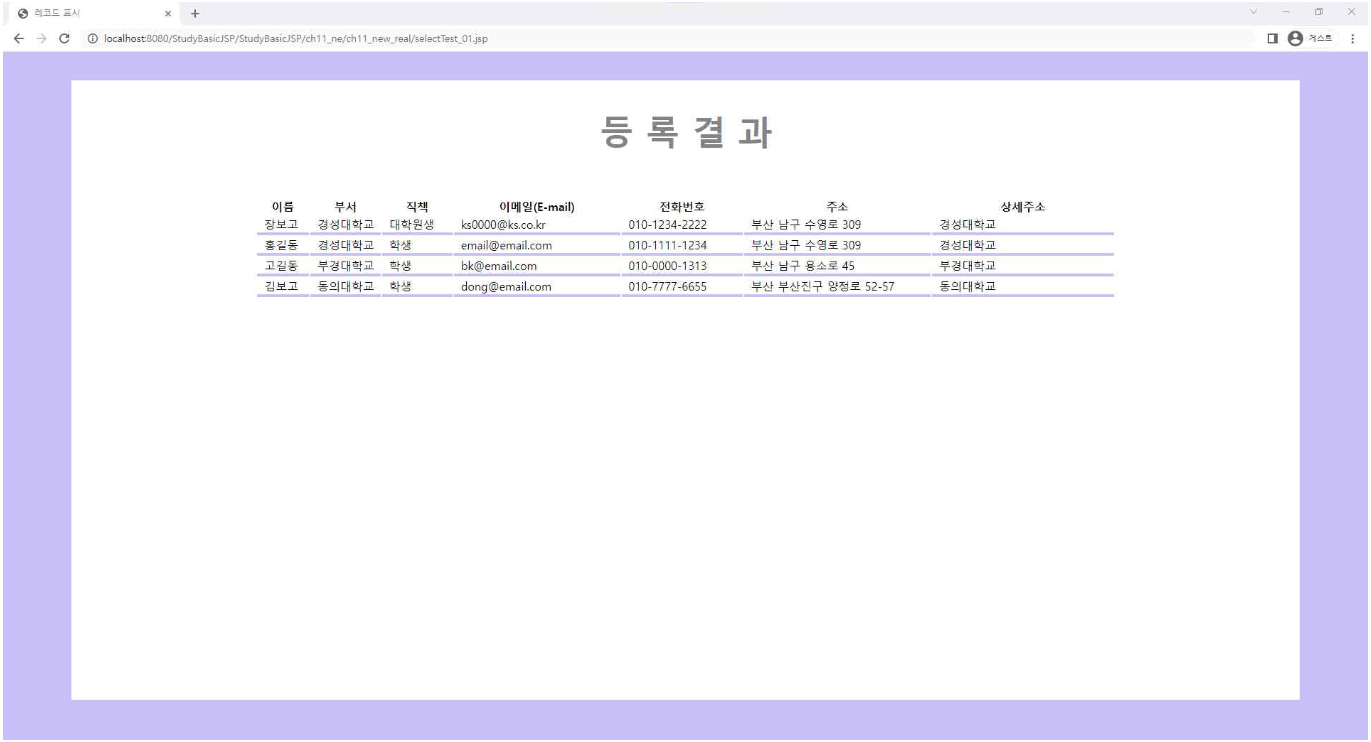 레코드 표시
localhost:8080/StudyBasicJSP/StudyBasicJSP/ch11_ne/ch11_new_real/selectTest_01.jsp
게스트
등 록 결 과
이름 부서 직책 이메일(E-mail) 전화번호 주소 상세주소
장보고 경성대학교 대학원생 ks0000@ks.co.kr 010-1234-2222 부산 남구 수영로 309 경성대학교
홍길동 경성대학교 학생 email@email.com 010-1111-1234 부산 남구 수영로 309 경성대학교
고길동 부경대학교 학생 bk@email.com 010-0000-1313 부산 남구 용소로 45 부경대학교
김보고 동의대학교 학생 dong@email.com 010-7777-6655 부산 부산진구 양정로 52-57 동의대학교